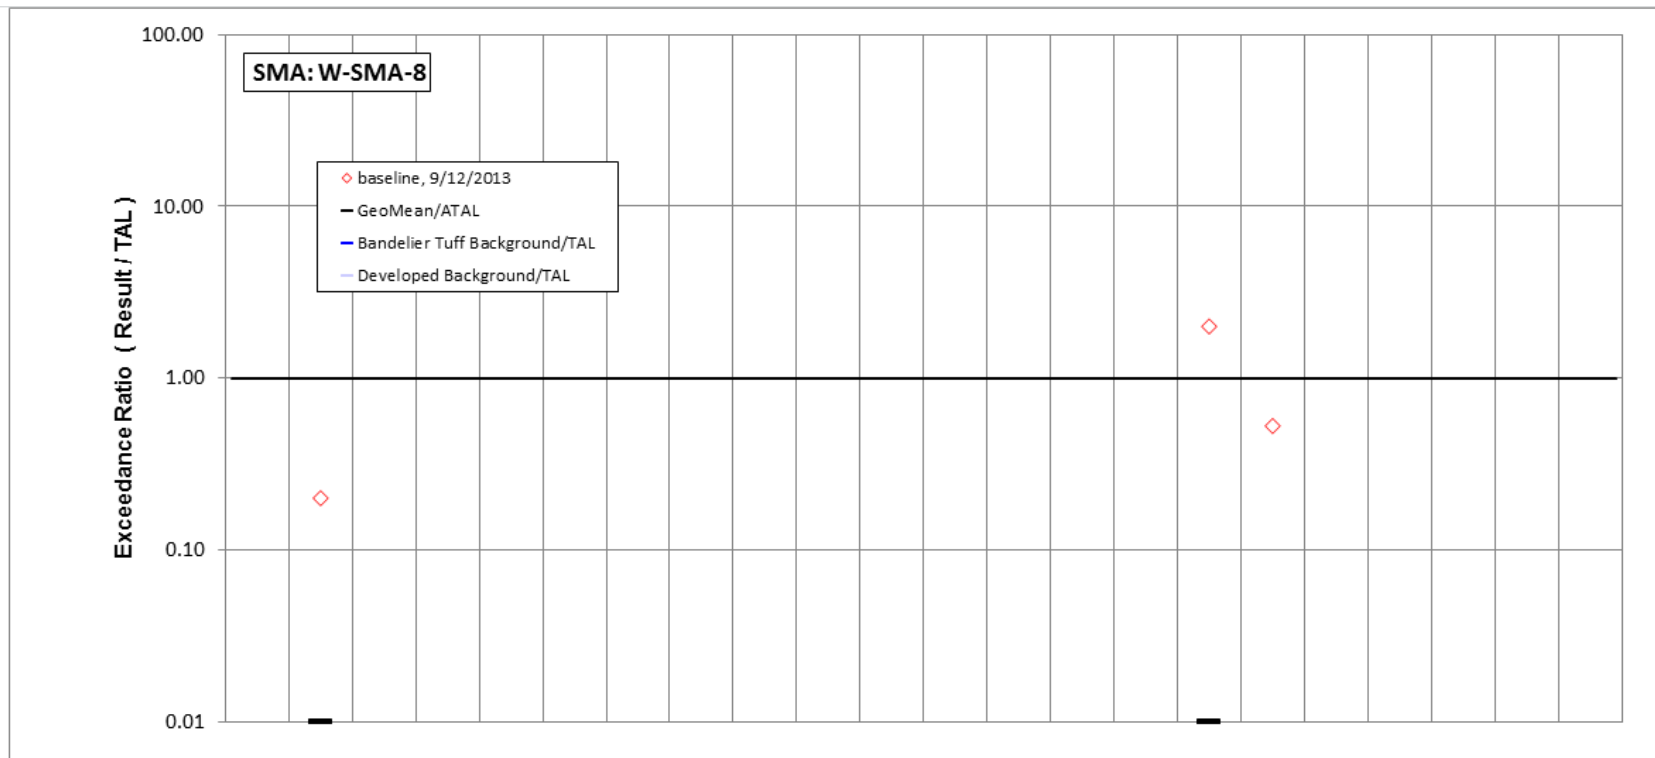 100.00
SMA: W-SMA-8
baseline, 9/12/2013
10.00
GeoMean/ATAL
Bandelier Tuff Background/TAL
Developed Background/TAL
Exceedance Ratio ( Result / TAL )
1.00
0.10
0.01